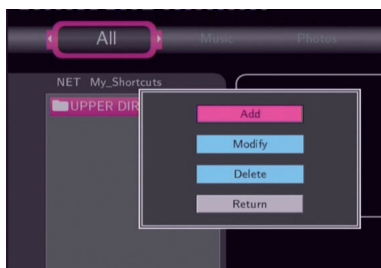 All Music Photos
NET My_Shortcuts
UPPER DIR
Add
Modify
Delete
Return